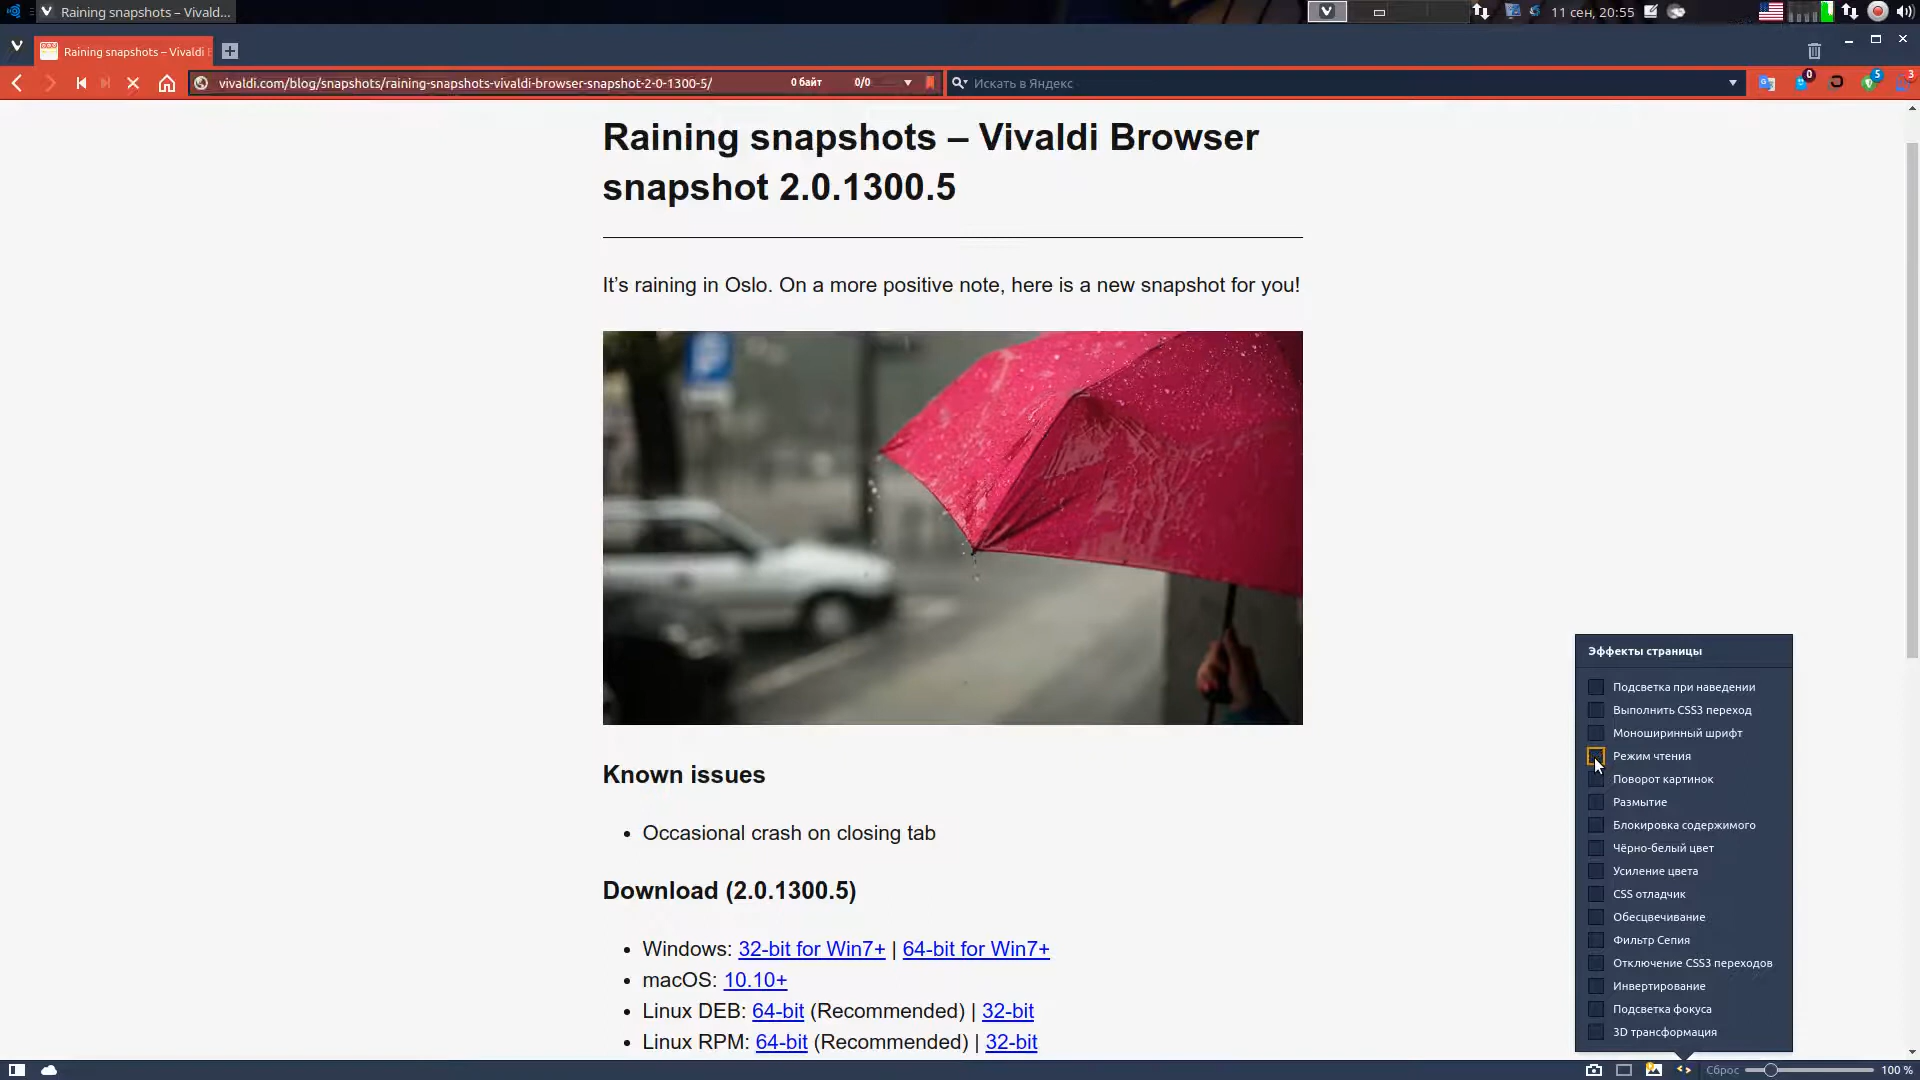 Raining snapshots – Vivald...
11 сен, 20:55
Raining snapshots – Vivaldi
vivaldi.com/blog/snapshots/raining-snapshots-vivaldi-browser-snapshot-2-0-1300-5/
0 байт
0/0
Искать в Яндекс
0
5
3
Raining snapshots – Vivaldi Browser
snapshot 2.0.1300.5
It’s raining in Oslo. On a more positive note, here is a new snapshot for you!
Known issues
• Occasional crash on closing tab
Download (2.0.1300.5)
• Windows: 32-bit for Win7+ | 64-bit for Win7+
• macOS: 10.10+
• Linux DEB: 64-bit (Recommended) | 32-bit
• Linux RPM: 64-bit (Recommended) | 32-bit
Эффекты страницы
Подсветка при наведении
Выполнить CSS3 переход
Моноширинный шрифт
Режим чтения
Поворот картинок
Размытие
Блокировка содержимого
Чёрно-белый цвет
Усиление цвета
CSS отладчик
Обесцвечивание
Фильтр Сепия
Отключение CSS3 переходов
Инвертирование
Подсветка фокуса
3D трансформация
Сброс
100 %